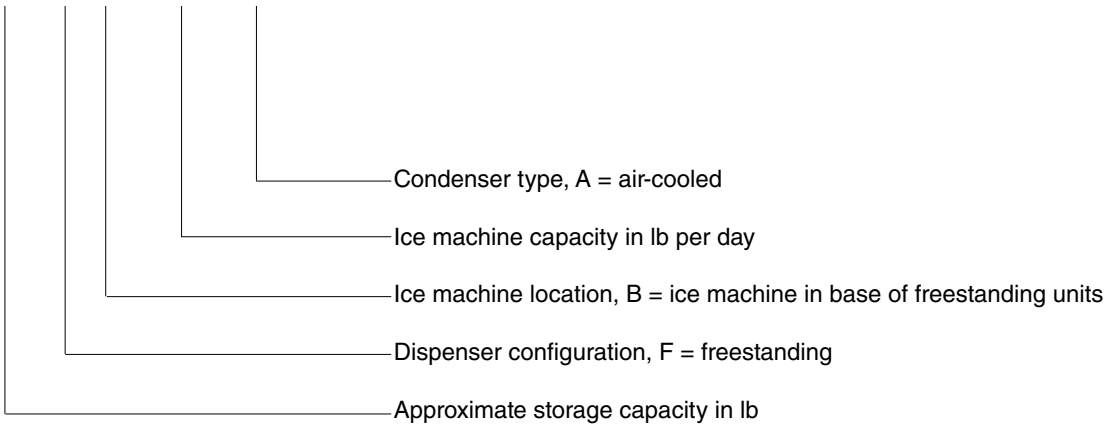 Condenser type, A = air-cooled
Ice machine capacity in lb per day
Ice machine location, B = ice machine in base of freestanding units
Dispenser configuration, F = freestanding
Approximate storage capacity in lb